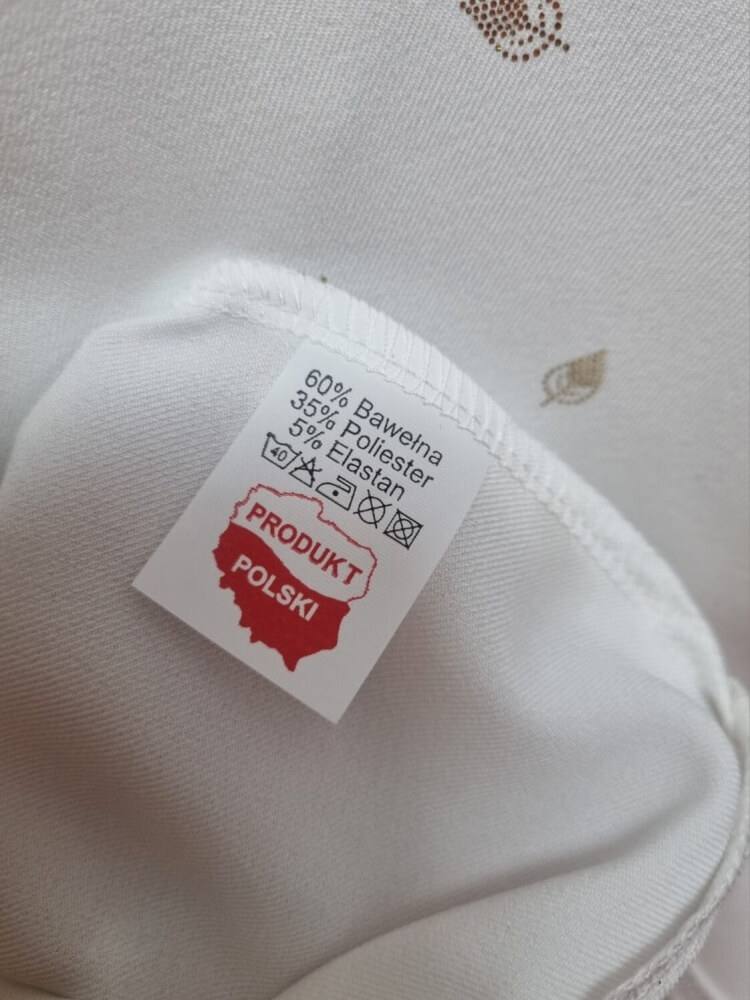 60% Bawełna
35% Poliester
5% Elastan
40
PRODUKT
POLSKI